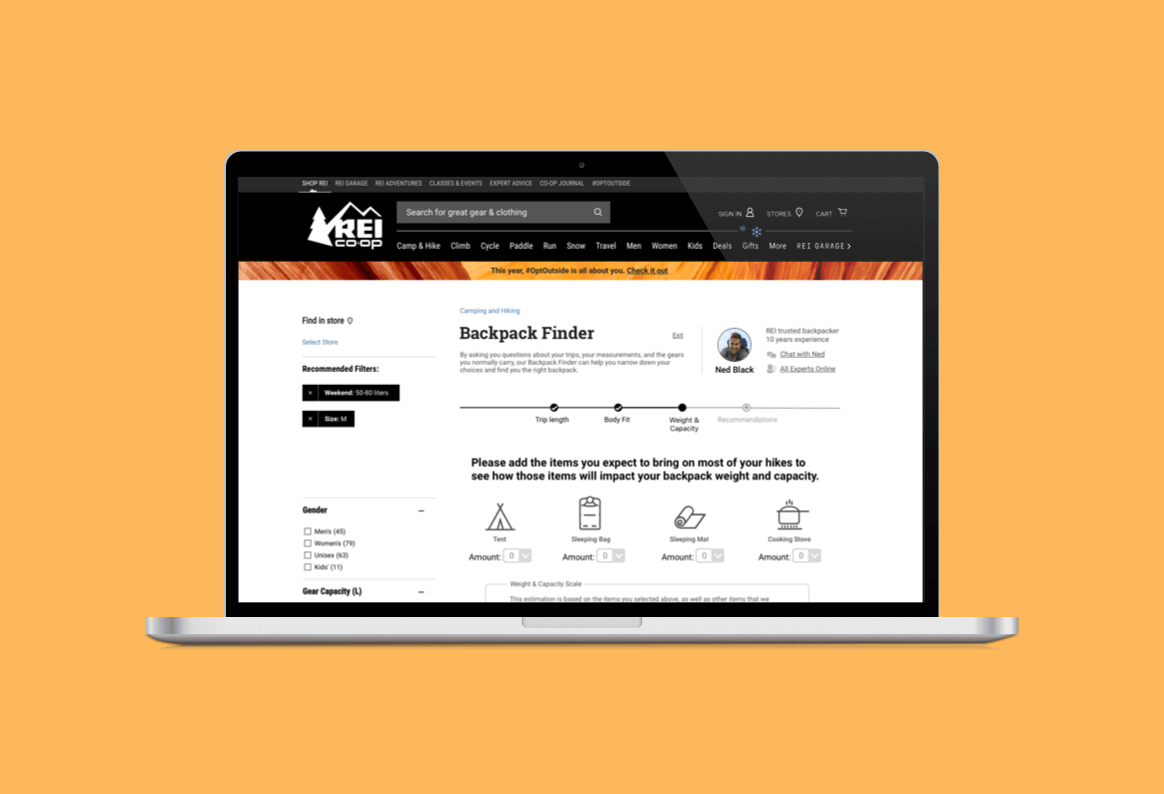 SHOP REI REI GARAGE REI ADVENTURES CLASSES & EVENTS EXPERT ADVICE CO-OP JOURNAL #OPTOUTSIDE
REI
CO·OP
Search for great gear & clothing
SIGN IN STORES CART
Camp & Hike Climb Cycle Paddle Run Snow Travel Men Women Kids Deals Gifts More REI GARAGE >
This year, #OptOutside is all about you. Check it out
Find in store
Select Store
Recommended Filters:
× Weekend: 50-80 liters
× Size: M
Gender –
Men's (45)
Women's (79)
Unisex (63)
Kids' (11)
Gear Capacity (L) –
Camping and Hiking
Backpack Finder
Exit
By asking you questions about your trips, your measurements, and the gears
you normally carry, our Backpack Finder can help you narrow down your
choices and find you the right backpack.
Ned Black
REI trusted backpacker
10 years experience
Chat with Ned
All Experts Online
Trip length
Body Fit
Weight &
Capacity
Recommendations
Please add the items you expect to bring on most of your hikes to
see how those items will impact your backpack weight and capacity.
Tent
Amount: 0
Sleeping Bag
Amount: 0
Sleeping Mat
Amount: 0
Cooking Stove
Amount: 0
Weight & Capacity Scale
This estimation is based on the items you selected above, as well as other items that we